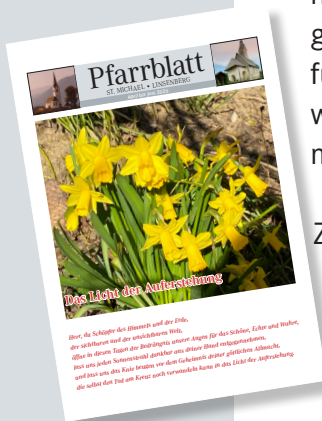 Pfarrblatt
ST. MICHAEL • LINSENBERG
Das Licht der Auferstehung
Herr, du Schöpfer des Himmels und der Erde,
der sichtbaren und der unsichtbaren Welt,
öffne in diesen Tagen der Bedrängnis unsere Augen für das Schöne, Echte und Wahre,
lass uns jeden Sonnenstrahl dankbar aus deiner Hand entgegennehmen,
und lass uns das Knie beugen vor dem Geheimnis deiner göttlichen Allmacht,
die selbst den Tod am Kreuz noch verwandeln kann in das Licht der Auferstehung.
g
f
w
Z